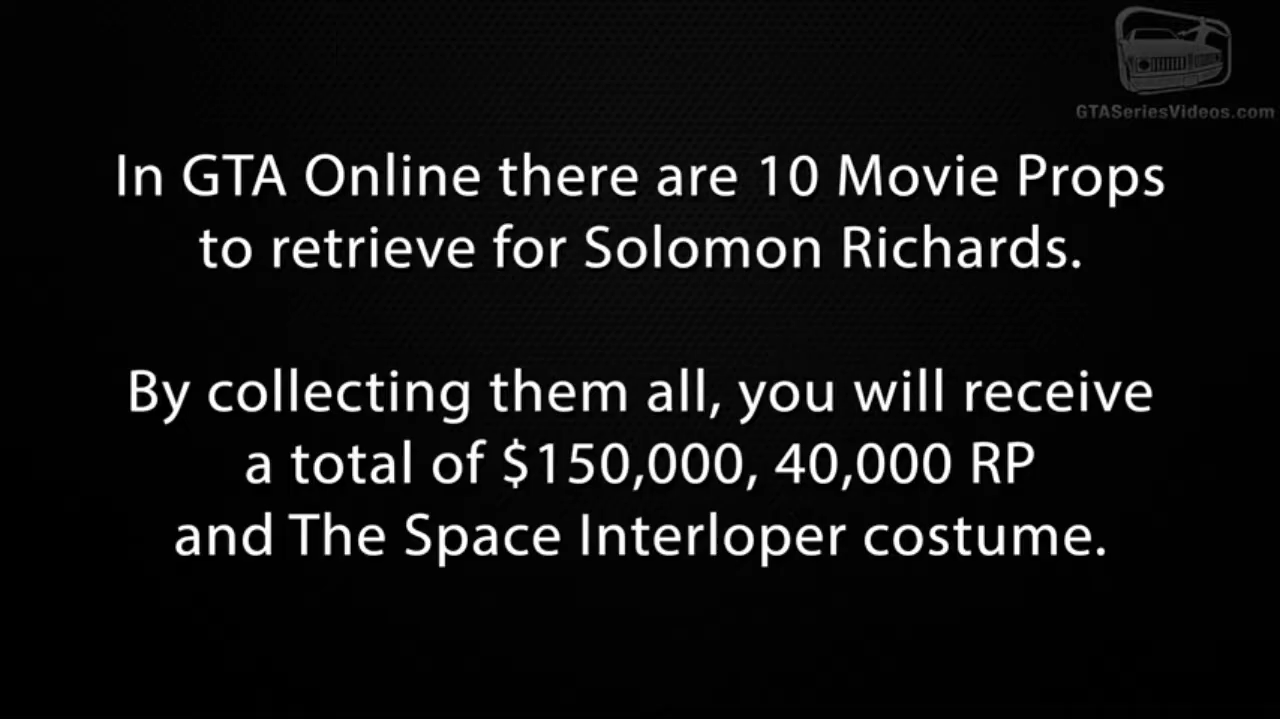 GTASeriesVideos.com
In GTA Online there are 10 Movie Props
to retrieve for Solomon Richards.
By collecting them all, you will receive
a total of $150,000, 40,000 RP
and The Space Interloper costume.